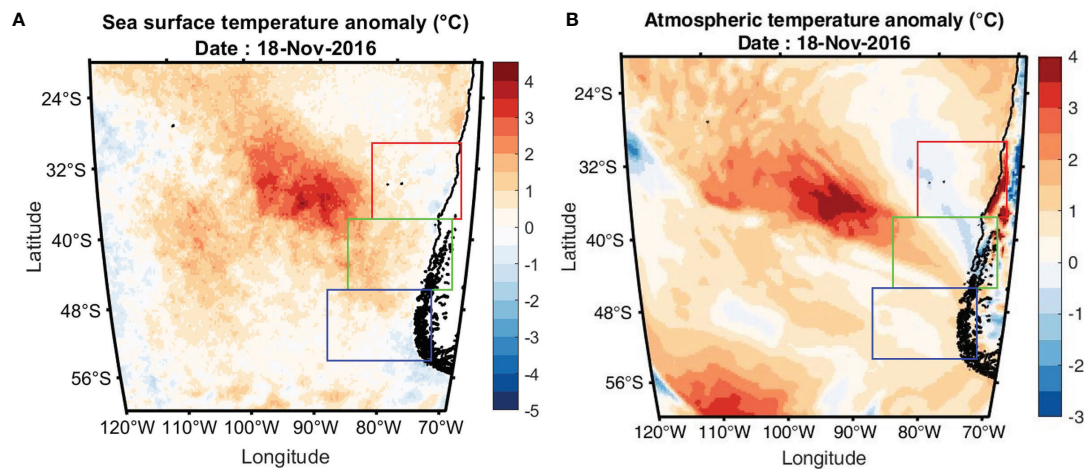 A
Sea surface temperature anomaly (°C)
Date : 18-Nov-2016
24°S
32°S
40°S
48°S
56°S
Latitude
120°W 110°W 100°W 90°W 80°W 70°W
Longitude
4
3
2
1
0
-1
2
-3
4
-5
B
Atmospheric temperature anomaly (°C)
Date : 18-Nov-2016
24°S
32°S
40°S
48°S
56°S
Latitude
120°W 110°W 100°W 90°W 80°W 70°W
Longitude
4
3
2
1
0
-1
-2
-3